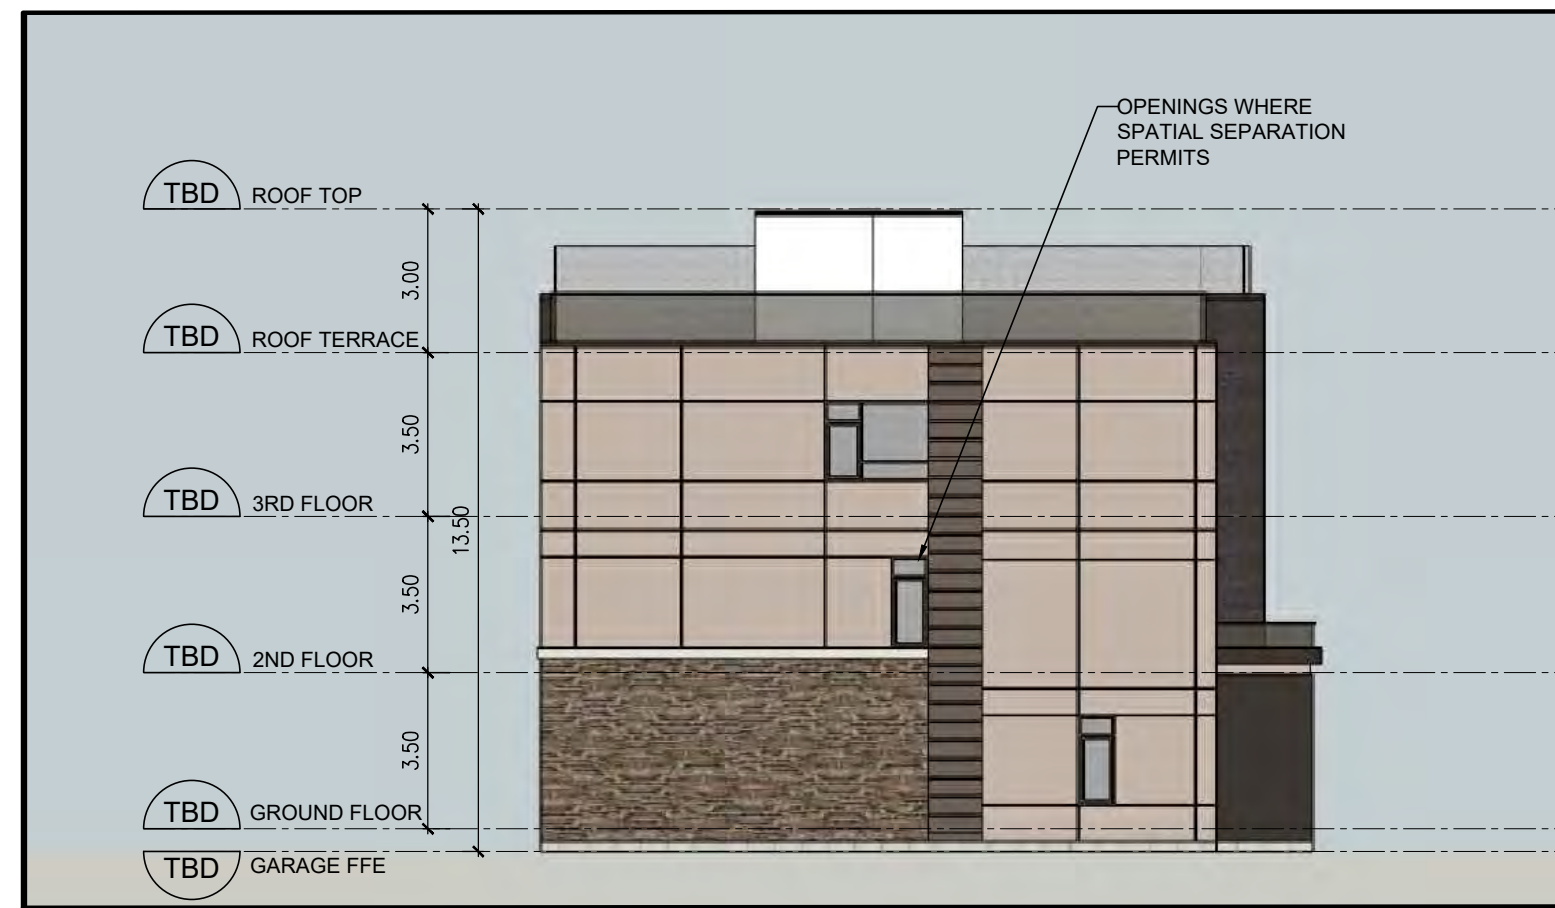 OPENINGS WHERE
SPATIAL SEPARATION
PERMITS
TBD ROOF TOP
3.00
TBD ROOF TERRACE
3.50
TBD 3RD FLOOR
13.50
3.50
TBD 2ND FLOOR
3.50
TBD GROUND FLOOR
TBD GARAGE FFE